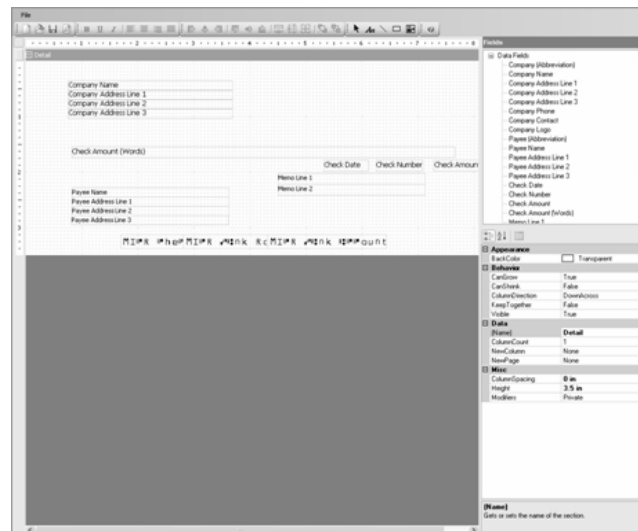 File
Detail
Company Name
Company Address Line 1
Company Address Line 2
Company Address Line 3
Check Amount (Words)
Check Date Check Number Check Amoun
Memo Line 1
Memo Line 2
Payee Name
Payee Address Line 1
Payee Address Line 2
Payee Address Line 3
Fields
Data Fields
Company (Abbreviation)
Company Name
Company Address Line 1
Company Address Line 2
Company Address Line 3
Company Phone
Company Contact
Company Logo
Payee (Abbreviation)
Payee Name
Payee Address Line 1
Payee Address Line 2
Payee Address Line 3
Check Date
Check Number
Check Amount
Check Amount (Words)
Memo Line 1
Appearance
BackColor Transparent
Behavior
CanGrow True
CanShrink False
ColumnDirection DownAcross
KeepTogether False
Visible True
Data
(Name) Detail
ColumnCount 1
NewColumn None
NewPage None
Misc
ColumnSpacing 0 in
Height 3.5 in
Modifiers Private
(Name)
Gets or sets the name of the section.